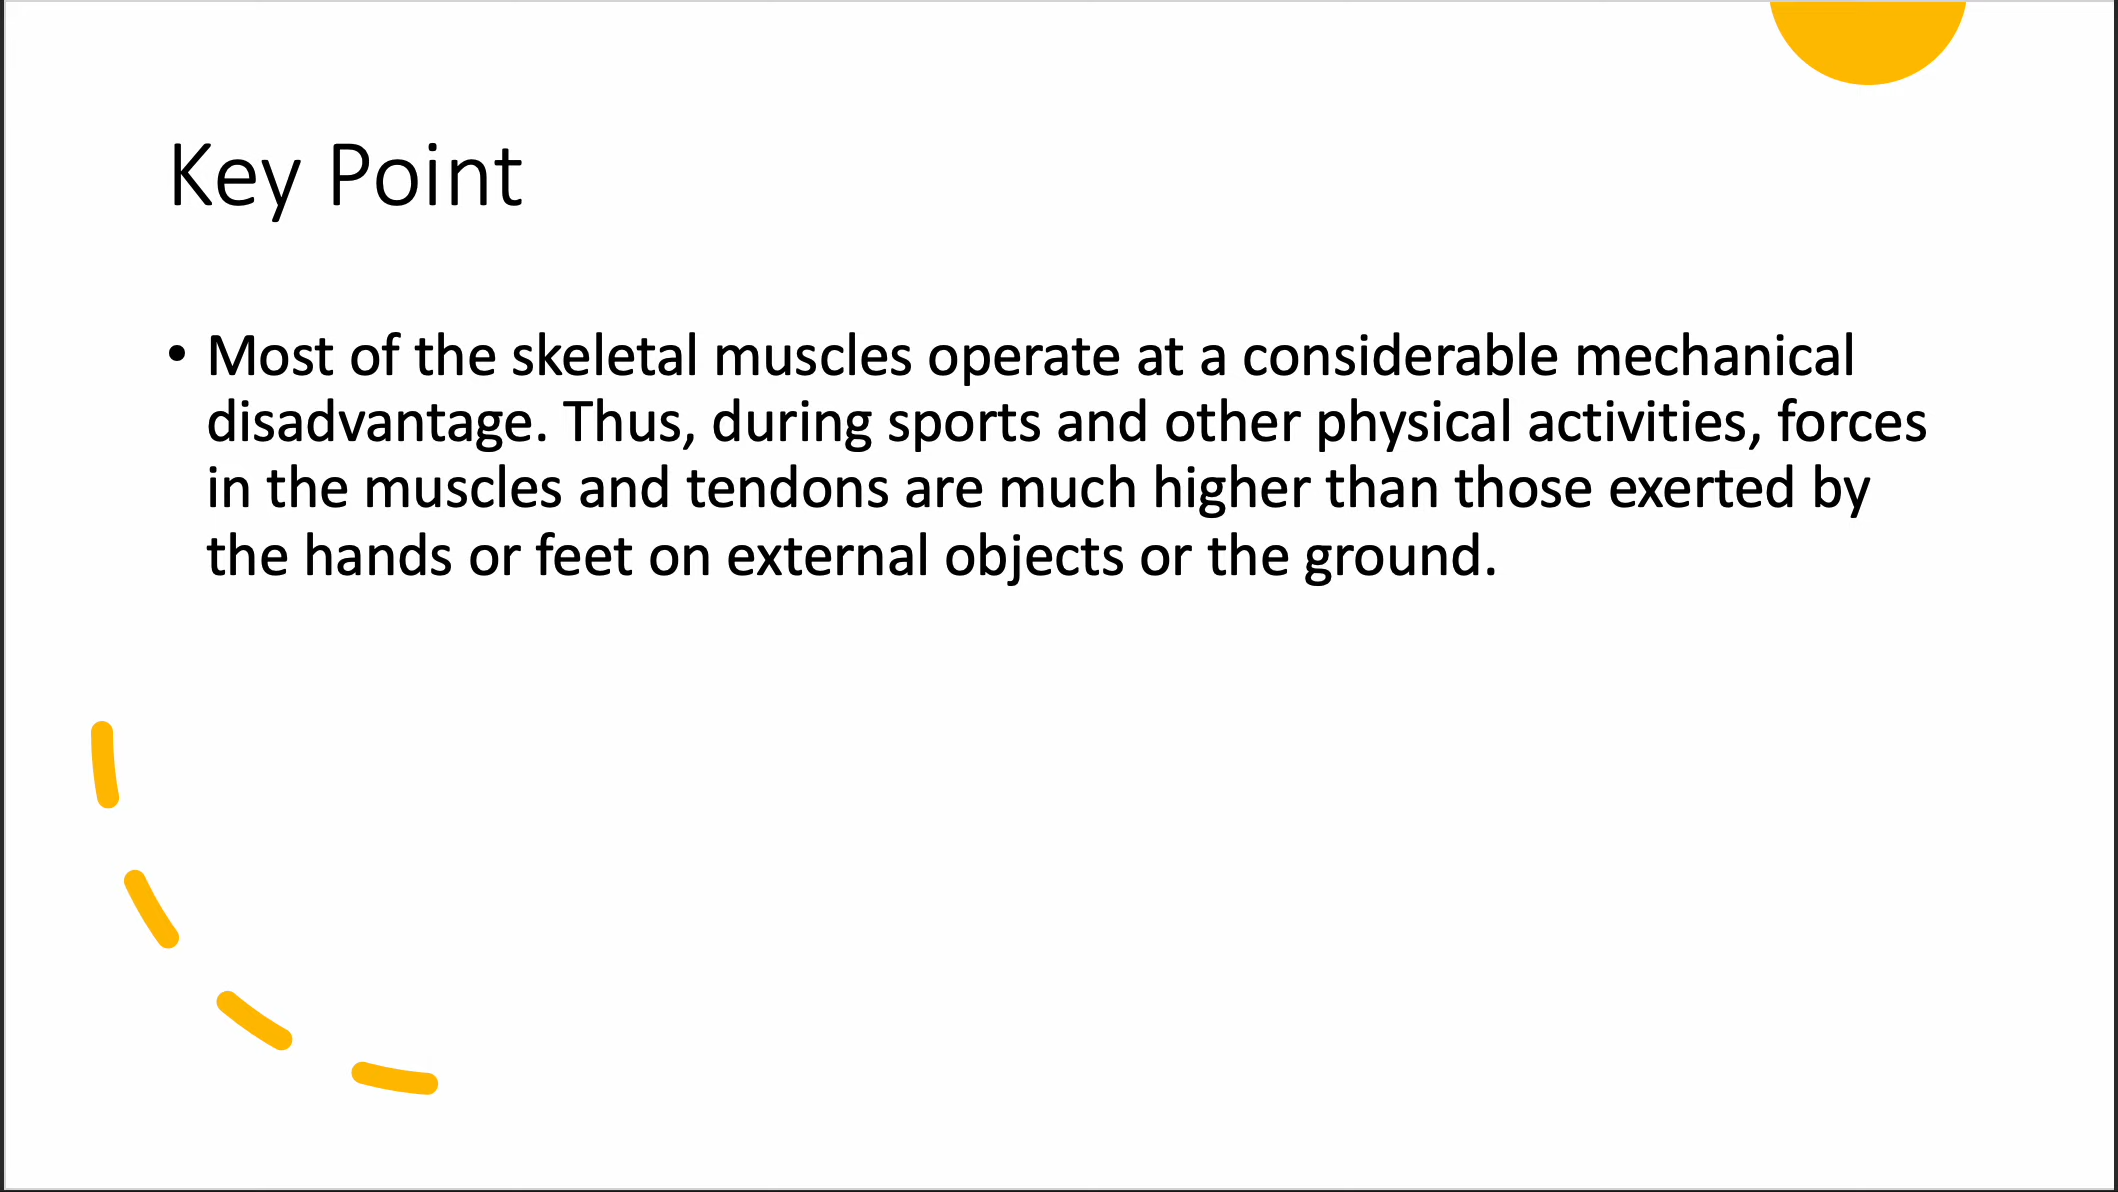 Key Point
• Most of the skeletal muscles operate at a considerable mechanical
disadvantage. Thus, during sports and other physical activities, forces
in the muscles and tendons are much higher than those exerted by
the hands or feet on external objects or the ground.